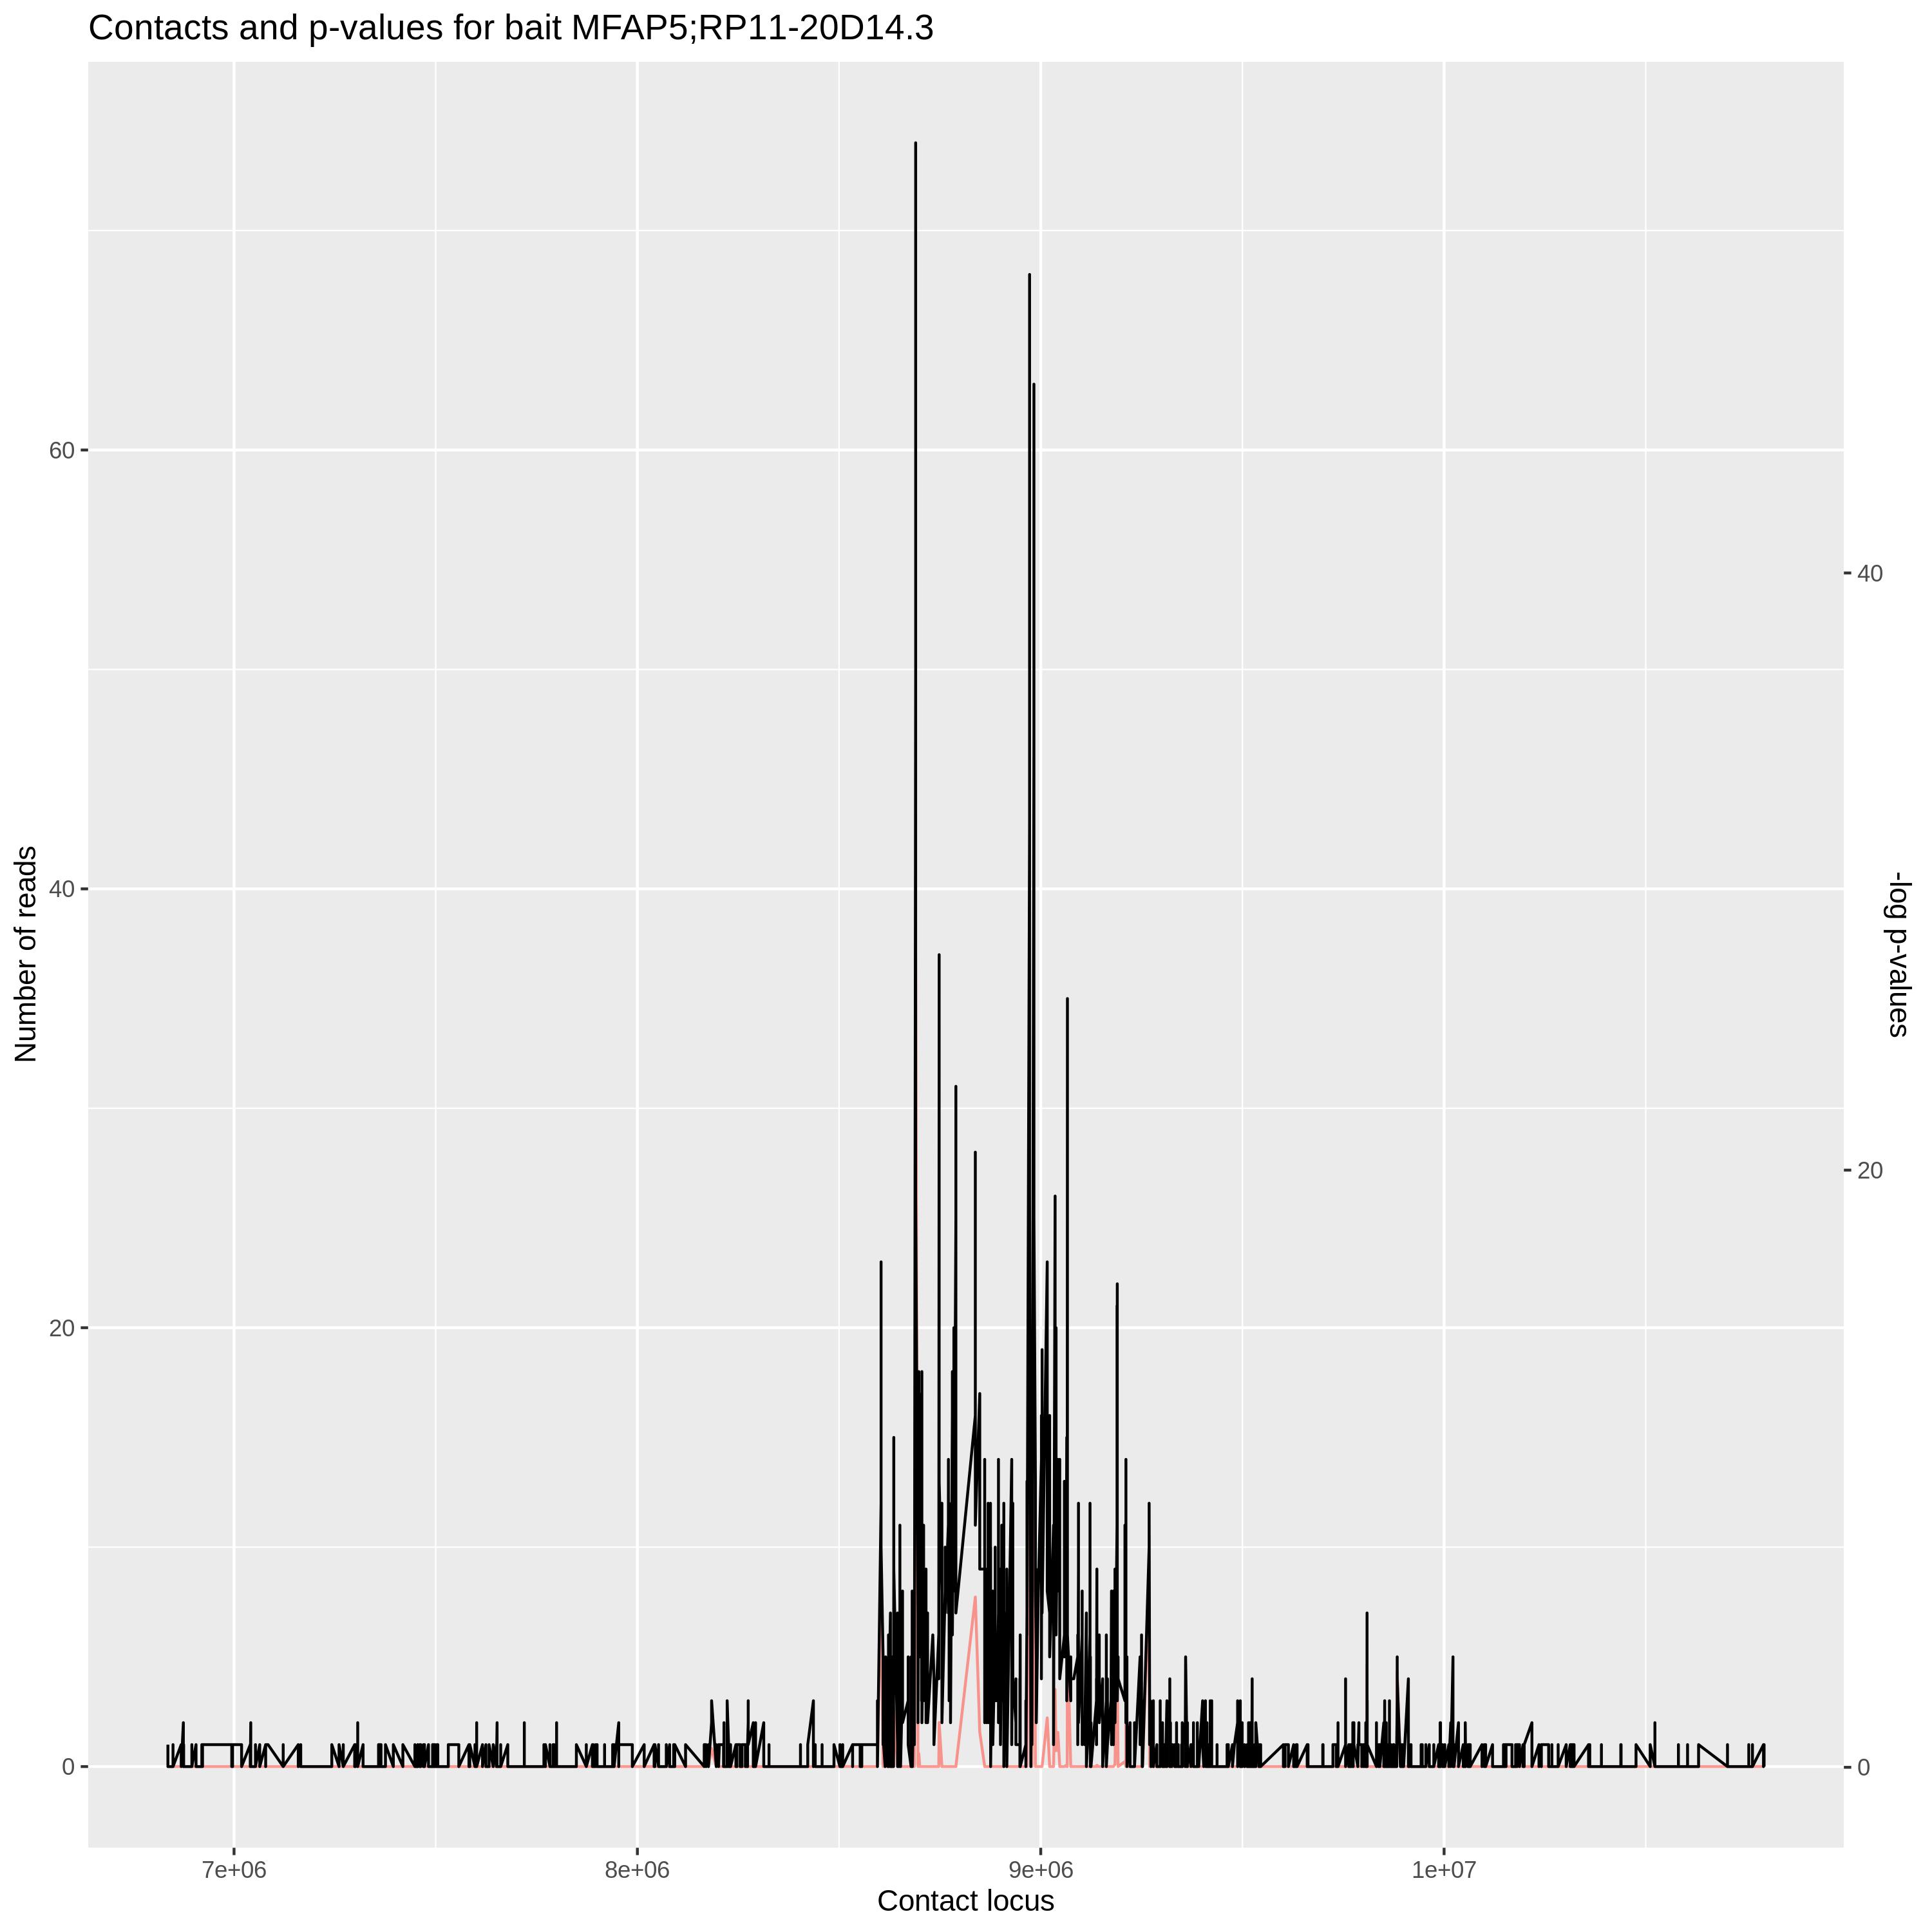 Contacts and p-values for bait MFAP5;RP11-20D14.3
60
40
20
0
Number of reads
40
20
0
-log p-values
7e+06 8e+06 9e+06 1e+07
Contact locus